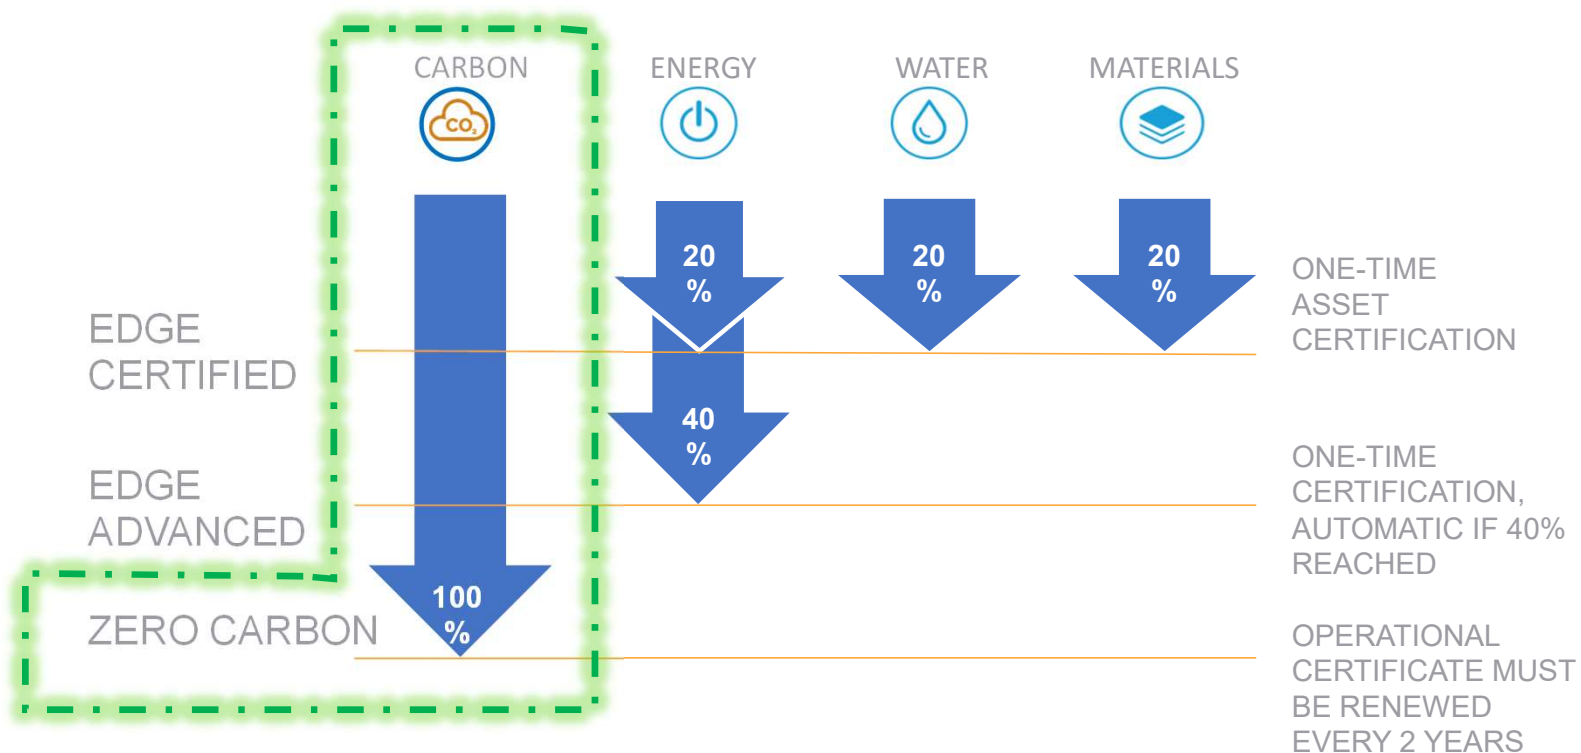 CARBON
ENERGY
WATER
MATERIALS
CO₂
20
%
20
%
20
%
ONE-TIME
ASSET
CERTIFICATION
EDGE
CERTIFIED
40
%
EDGE
ADVANCED
ONE-TIME
CERTIFICATION,
AUTOMATIC IF 40%
REACHED
100
%
ZERO CARBON
OPERATIONAL
CERTIFICATE MUST
BE RENEWED
EVERY 2 YEARS